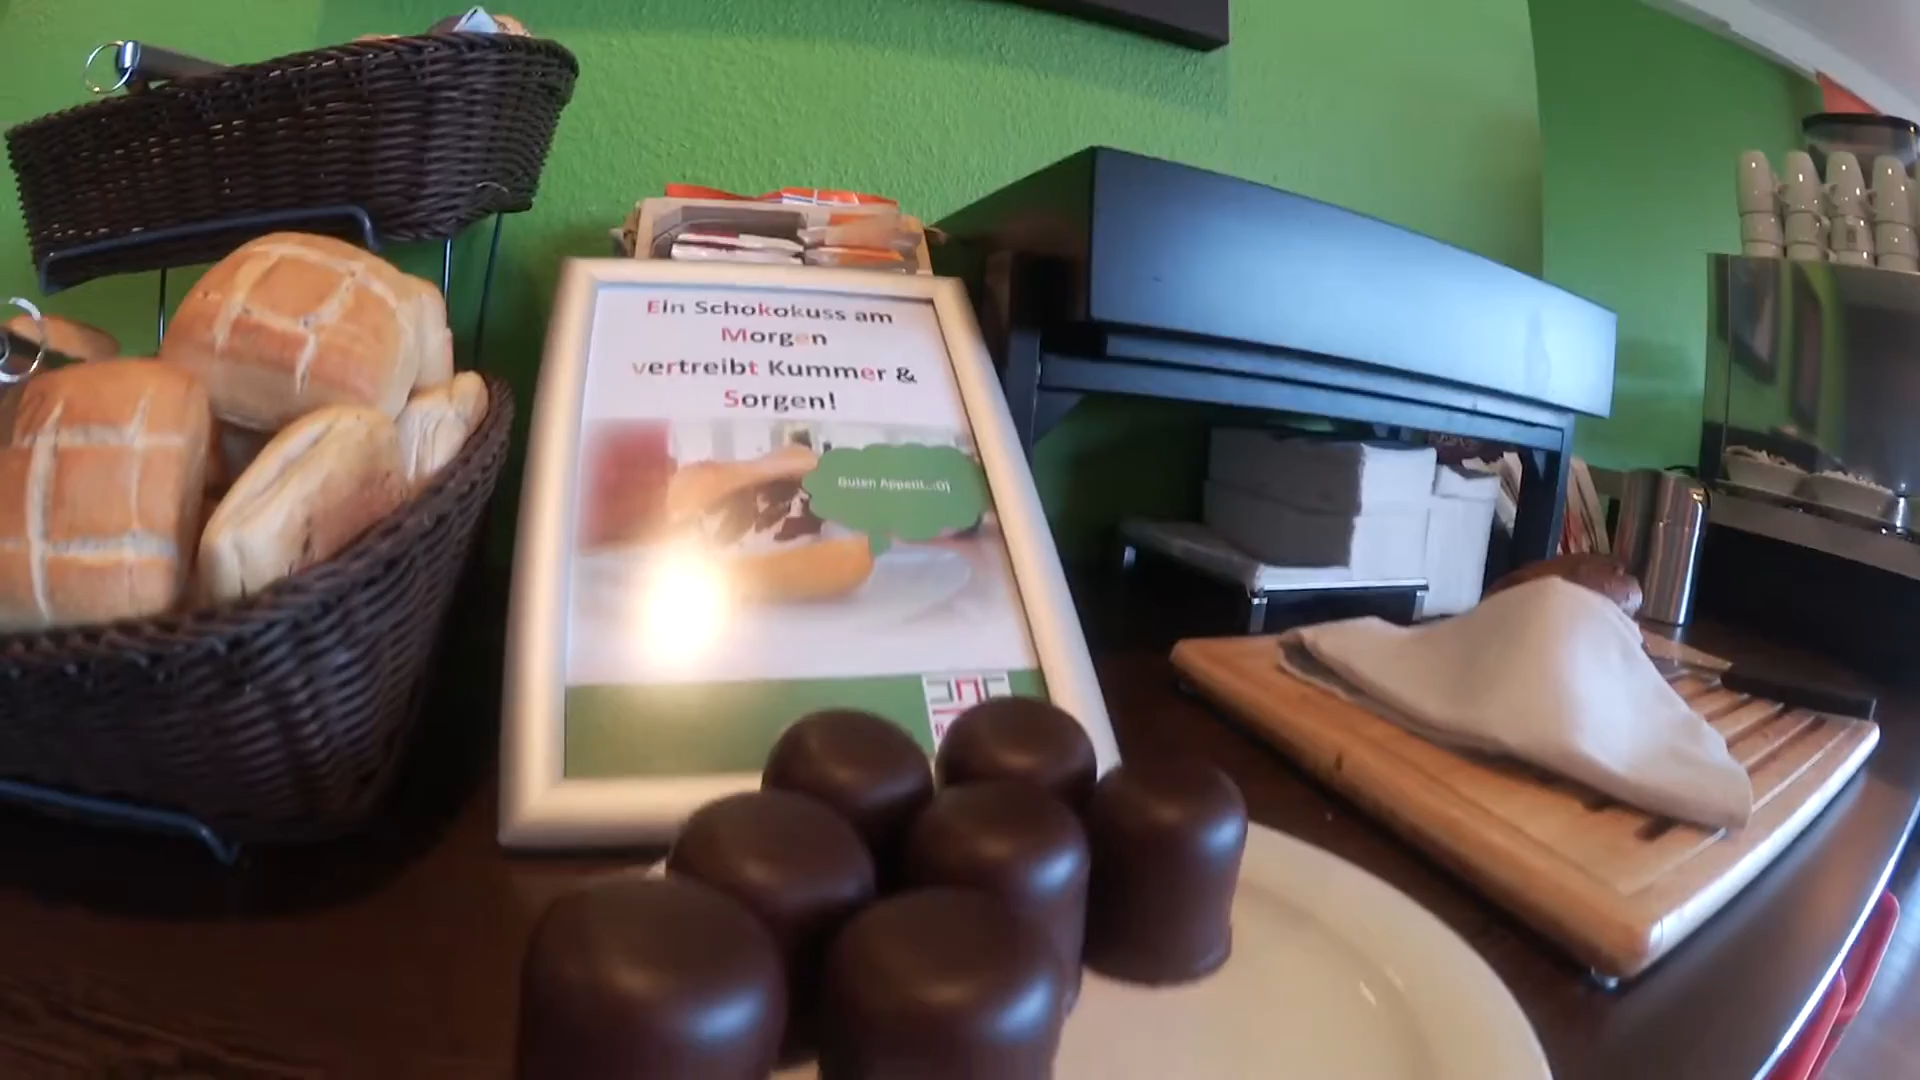 Ein Schokokuss am
Morgen
vertreibt Kummer &
Sorgen!
Guten Appetit...:O)